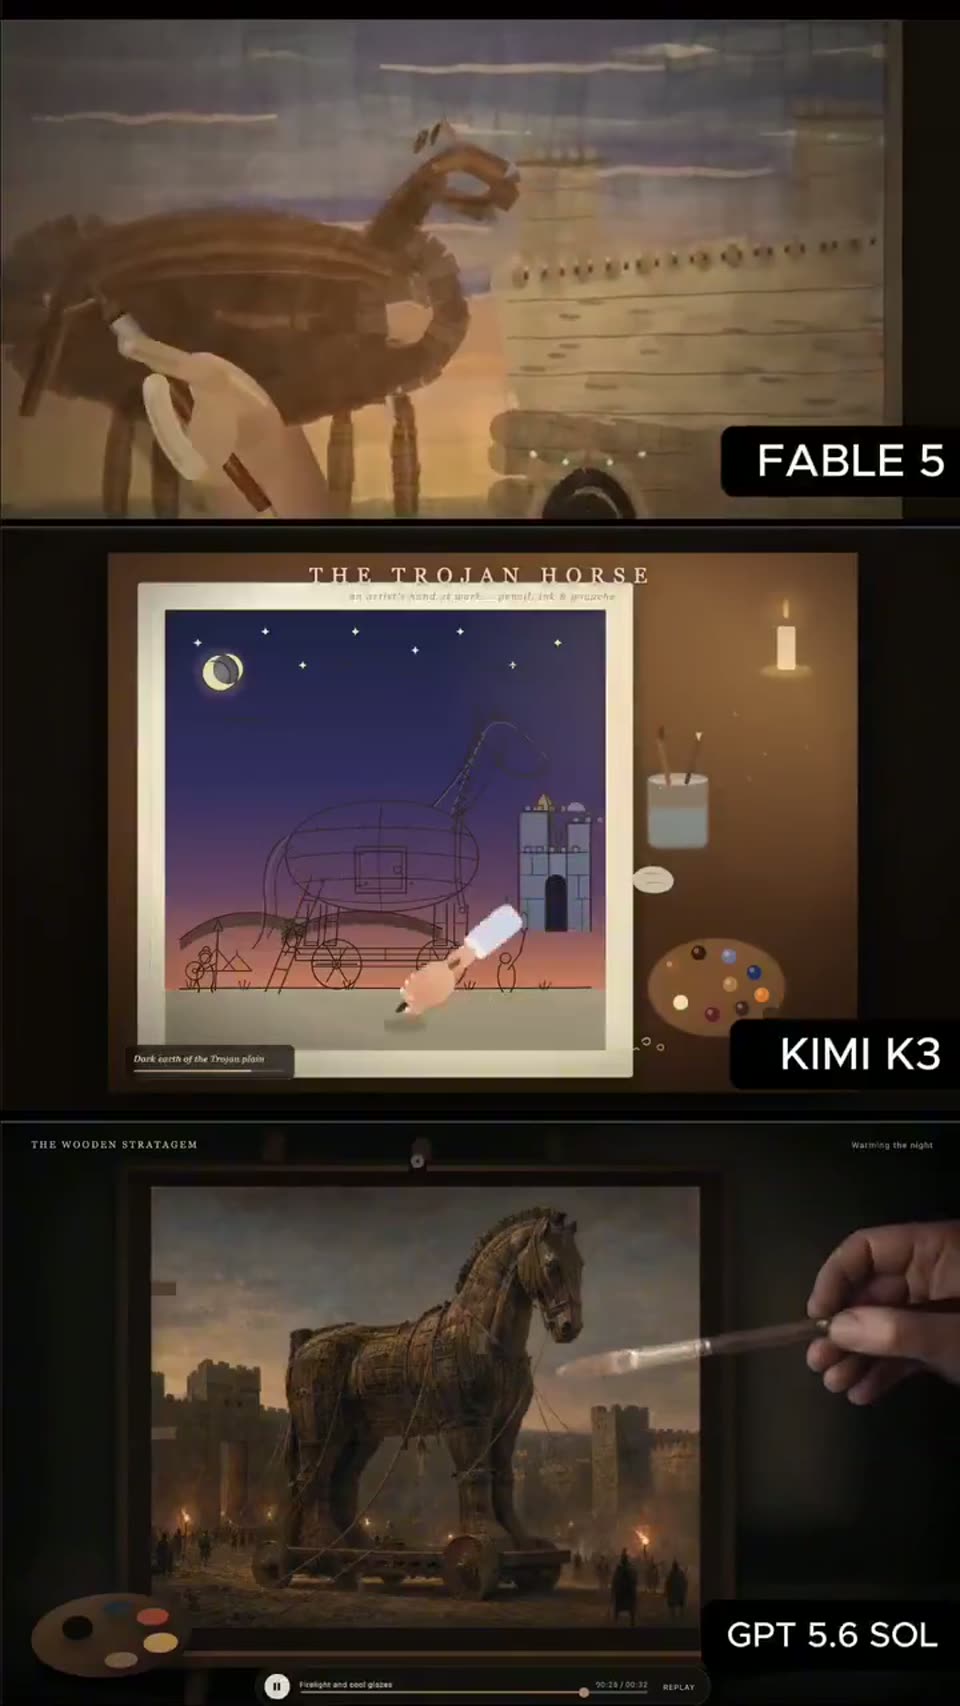 FABLE 5
THE TROJAN HORSE
an artist's hand at work — pencil, ink & gouache
Dark earth of the Trojan plain
KIMI K3
THE WOODEN STRATAGEM
Warming the night
GPT 5.6 SOL
Firelight and cool glazes
00:28 / 00:32
REPLAY